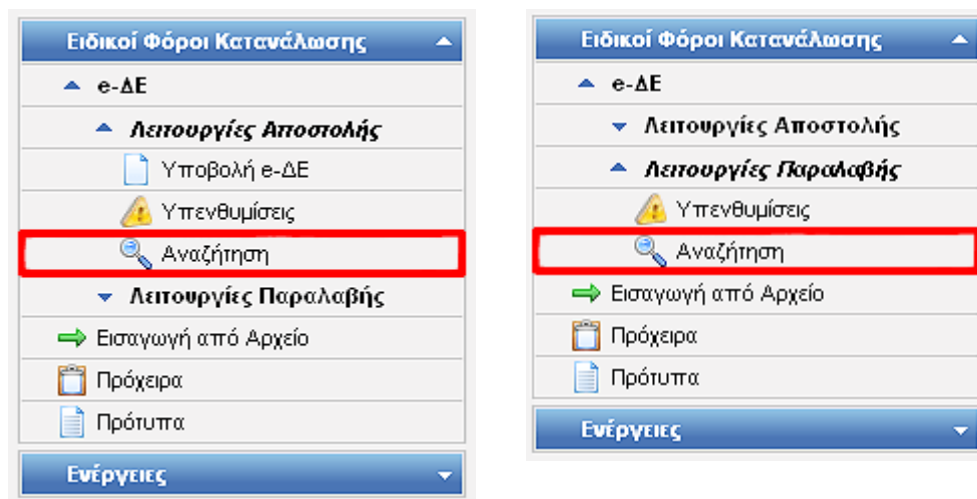 Ειδικοί Φόροι Κατανάλωσης
e-ΔΕ
Λειτουργίες Αποστολής
Υποβολή e-ΔΕ
Υπενθυμίσεις
Αναζήτηση
Λειτουργίες Παραλαβής
Εισαγωγή από Αρχείο
Πρόχειρα
Πρότυπα
Ενέργειες
Ειδικοί Φόροι Κατανάλωσης
e-ΔΕ
Λειτουργίες Αποστολής
Λειτουργίες Παραλαβής
Υπενθυμίσεις
Αναζήτηση
Εισαγωγή από Αρχείο
Πρόχειρα
Πρότυπα
Ενέργειες